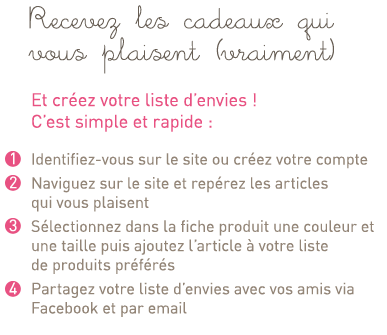 Recevez les cadeaux qui
vous plaisent (vraiment)
Et créez votre liste d'envies !
C'est simple et rapide :
1 Identifiez-vous sur le site ou créez votre compte
2 Naviguez sur le site et repérez les articles
qui vous plaisent
3 Sélectionnez dans la fiche produit une couleur et
une taille puis ajoutez l'article à votre liste
de produits préférés
4 Partagez votre liste d'envies avec vos amis via
Facebook et par email